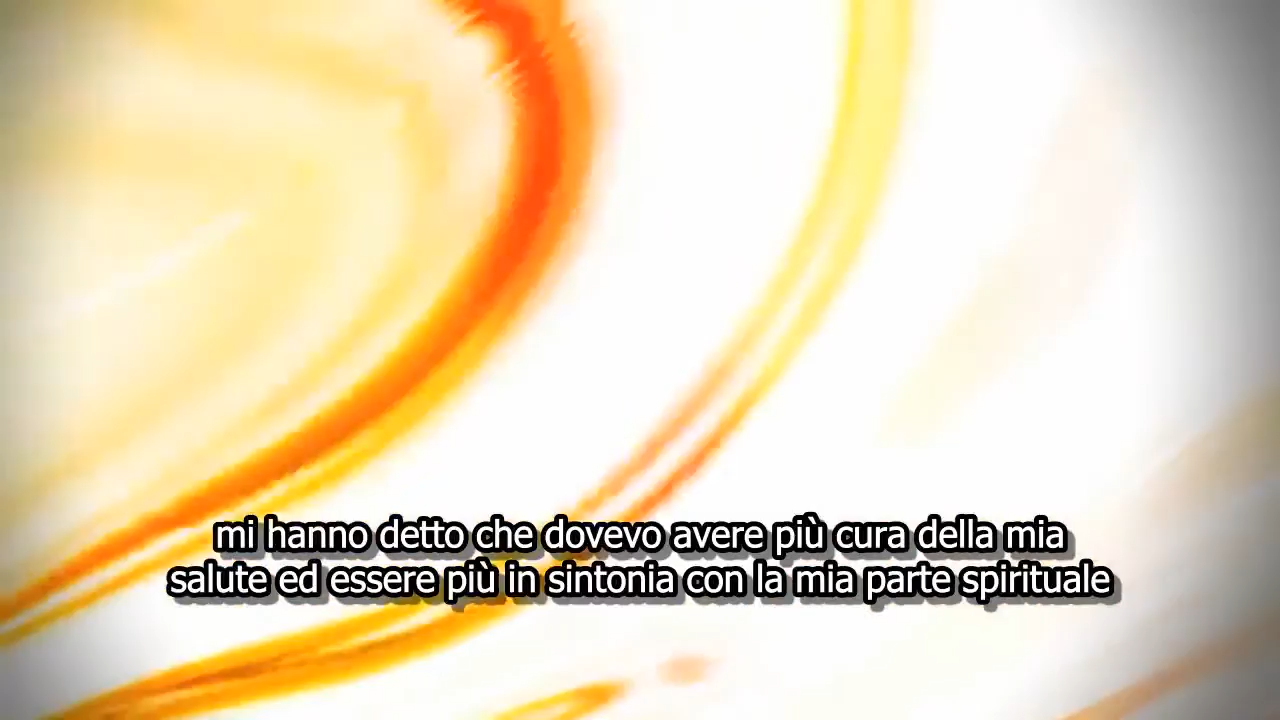 mi hanno detto che dovevo avere più cura della mia
salute ed essere più in sintonia con la mia parte spirituale